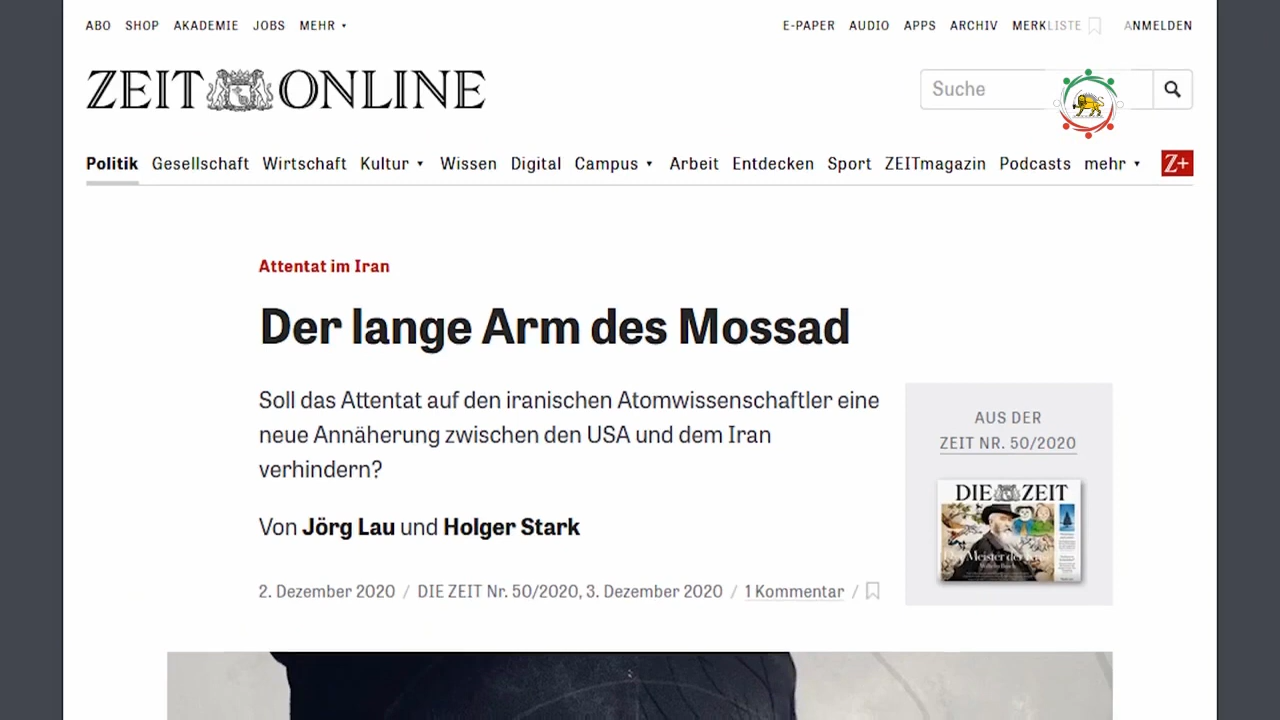 ABO SHOP AKADEMIE JOBS MEHR
E-PAPER AUDIO APPS ARCHIV MERKLISTE ANMELDEN
ZEIT ONLINE
Suche
Politik Gesellschaft Wirtschaft Kultur Wissen Digital Campus Arbeit Entdecken Sport ZEITmagazin Podcasts mehr Z+
Attentat im Iran
Der lange Arm des Mossad
Soll das Attentat auf den iranischen Atomwissenschaftler eine
neue Annäherung zwischen den USA und dem Iran
verhindern?
Von Jörg Lau und Holger Stark
2. Dezember 2020 / DIE ZEIT Nr. 50/2020, 3. Dezember 2020 / 1 Kommentar /
AUS DER
ZEIT NR. 50/2020
DIE ZEIT